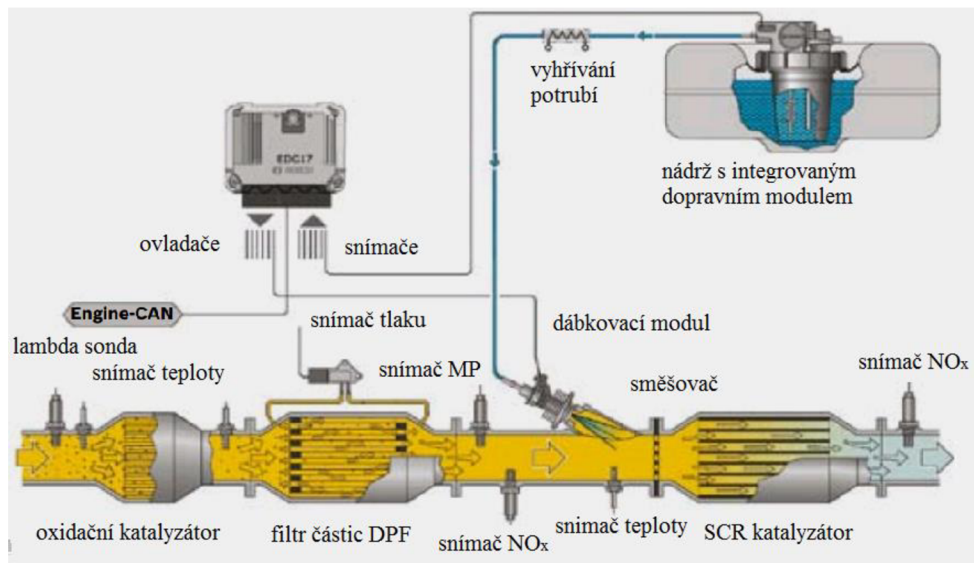 vyhřívání
potrubí
nádrž s integrovaným
dopravním modulem
EDC17
BOSCH
ovladače
snímače
Engine-CAN
snímač tlaku
dábkovací modul
lambda sonda
snímač teploty
snímač MP
směšovač
snímač NOx
oxidační katalyzátor
filtr částic DPF
snímač NOx
snimač teploty
SCR katalyzátor